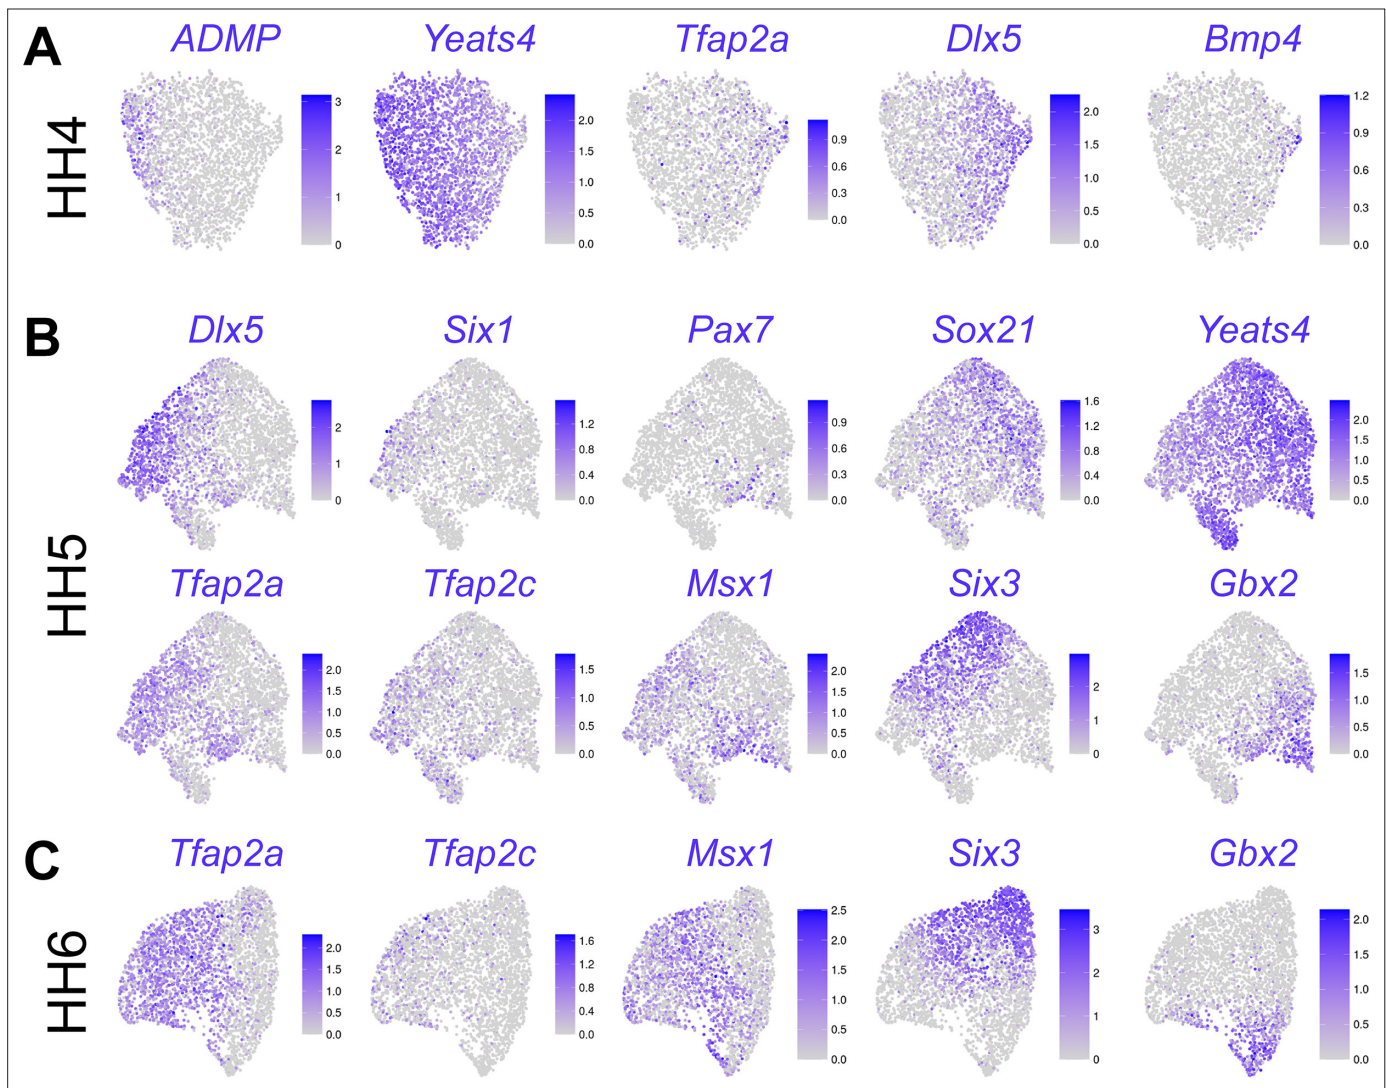 A
ADMP Yeats4 Tfap2a Dlx5 Bmp4
HH4
3 2 1 0
2.0 1.5 1.0 0.5 0.0
0.9 0.6 0.3 0.0
2.0 1.5 1.0 0.5 0.0
1.2 0.9 0.6 0.3 0.0
B
Dlx5 Six1 Pax7 Sox21 Yeats4
HH5
2 1 0
1.2 0.8 0.4 0.0
0.9 0.6 0.3 0.0
1.6 1.2 0.8 0.4 0.0
2.0 1.5 1.0 0.5 0.0
Tfap2a Tfap2c Msx1 Six3 Gbx2
2.0 1.5 1.0 0.5 0.0
1.5 1.0 0.5 0.0
2.0 1.5 1.0 0.5 0.0
2 1 0
1.5 1.0 0.5 0.0
C
Tfap2a Tfap2c Msx1 Six3 Gbx2
HH6
2.0 1.5 1.0 0.5 0.0
1.6 1.2 0.8 0.4 0.0
2.5 2.0 1.5 1.0 0.5 0.0
3 2 1 0
2.0 1.5 1.0 0.5 0.0